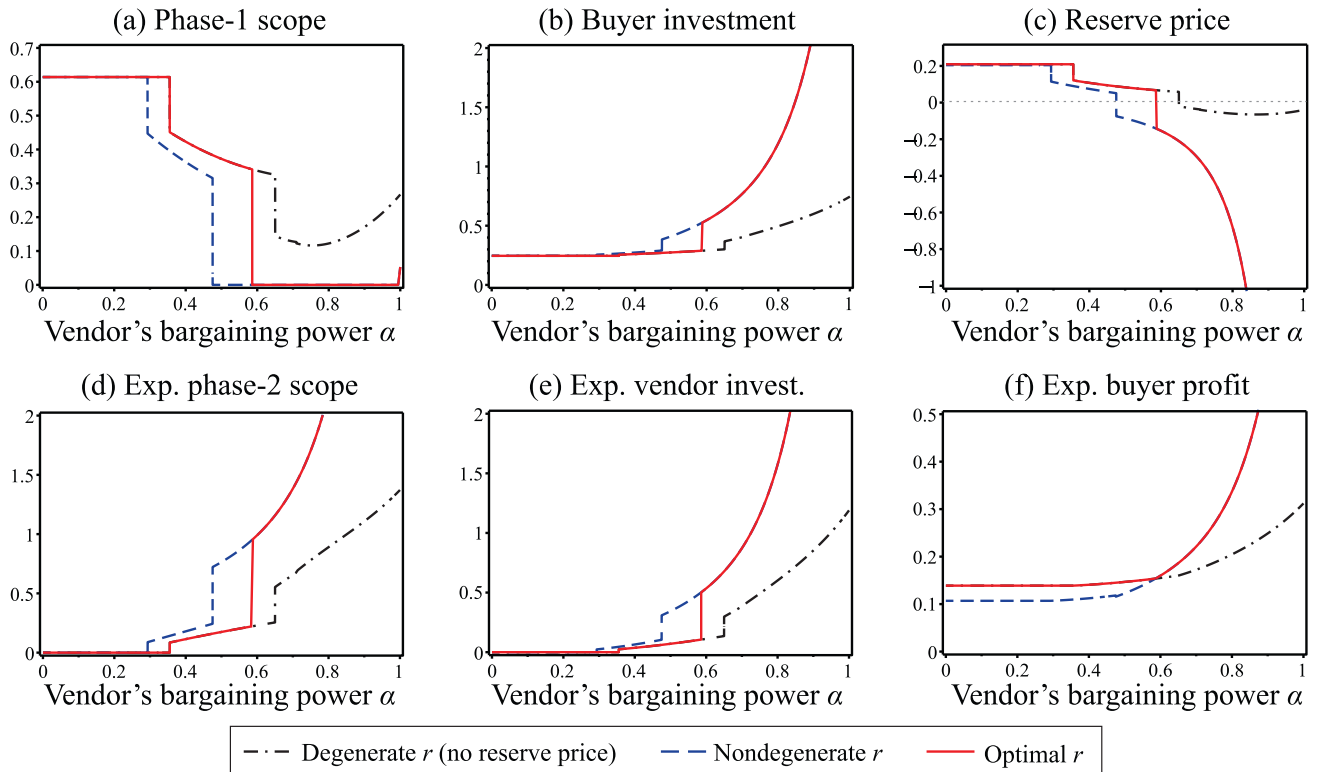 (a) Phase-1 scope
0.7
0.6
0.5
0.4
0.3
0.2
0.1
0
0 0.2 0.4 0.6 0.8 1
Vendor's bargaining power α
(b) Buyer investment
2
1.5
1
0.5
0
0 0.2 0.4 0.6 0.8 1
Vendor's bargaining power α
(c) Reserve price
0.2
0
−0.2
−0.4
−0.6
−0.8
−1
0 0.2 0.4 0.6 0.8 1
Vendor's bargaining power α
(d) Exp. phase-2 scope
2
1.5
1
0.5
0
0 0.2 0.4 0.6 0.8 1
Vendor's bargaining power α
(e) Exp. vendor invest.
2
1.5
1
0.5
0
0 0.2 0.4 0.6 0.8 1
Vendor's bargaining power α
(f) Exp. buyer profit
0.5
0.4
0.3
0.2
0.1
0
0 0.2 0.4 0.6 0.8 1
Vendor's bargaining power α
Degenerate r (no reserve price) Nondegenerate r Optimal r